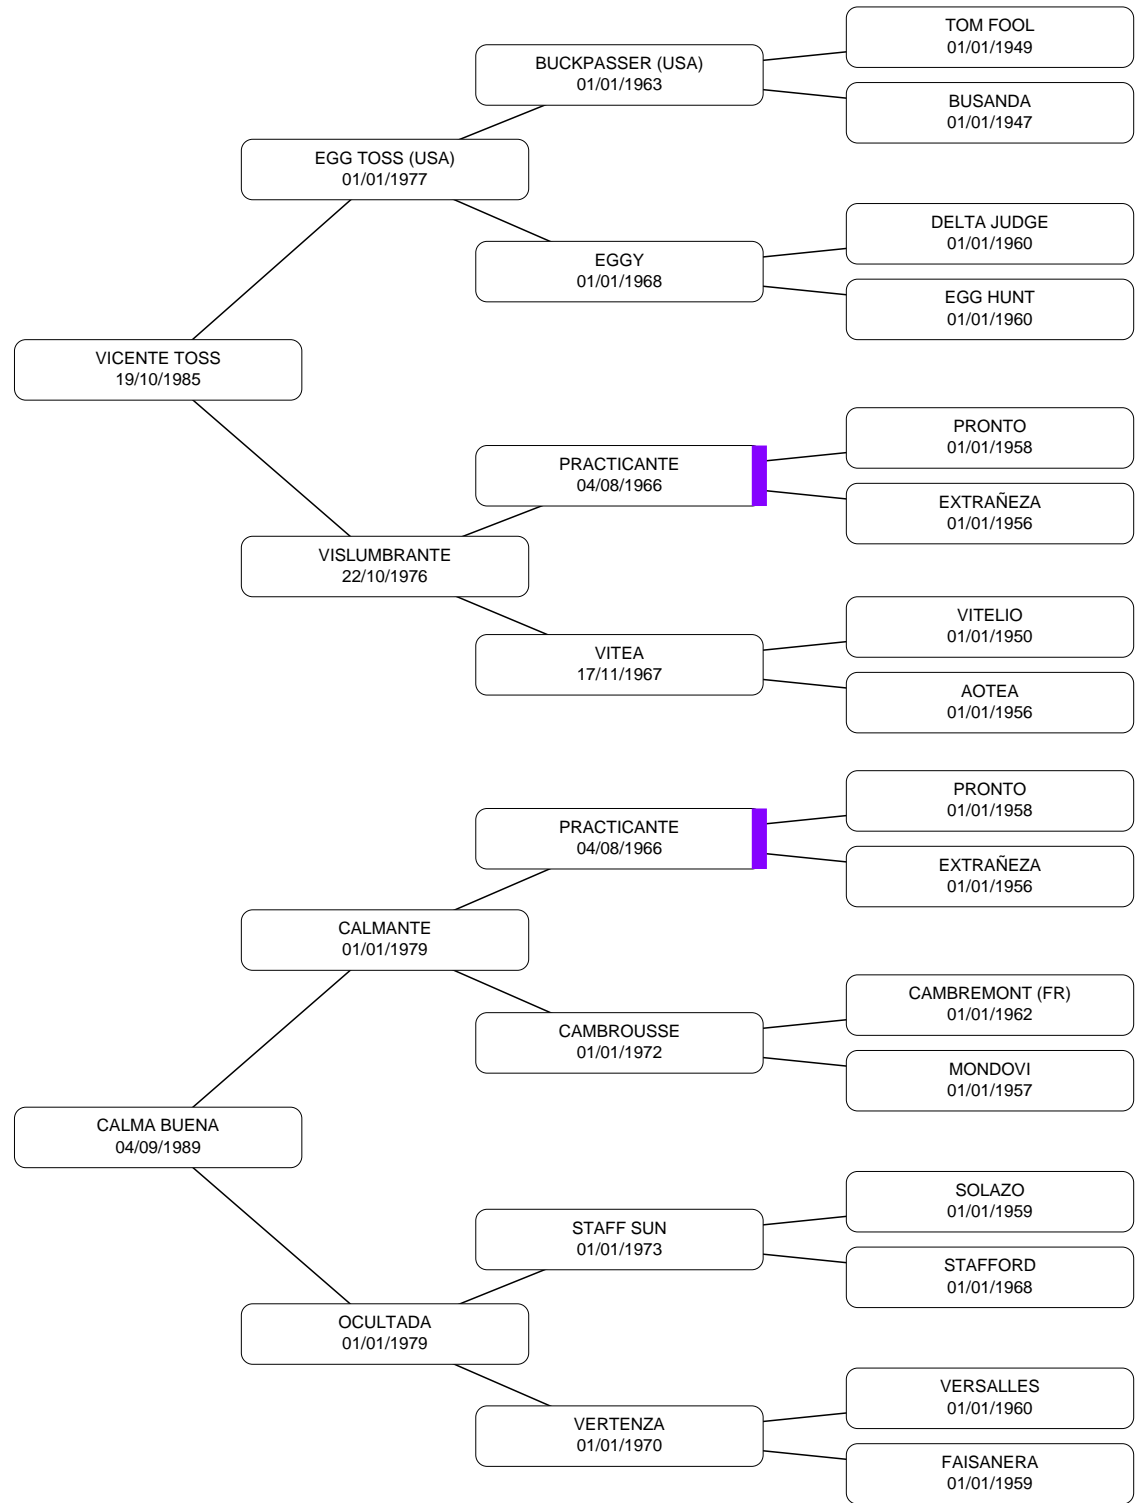 TOM FOOL
01/01/1949
BUCKPASSER (USA)
01/01/1963
BUSANDA
01/01/1947
EGG TOSS (USA)
01/01/1977
DELTA JUDGE
01/01/1960
EGGY
01/01/1968
EGG HUNT
01/01/1960
VICENTE TOSS
19/10/1985
PRONTO
01/01/1958
PRACTICANTE
04/08/1966
EXTRAÑEZA
01/01/1956
VISLUMBRANTE
22/10/1976
VITELIO
01/01/1950
VITEA
17/11/1967
AOTEA
01/01/1956
PRONTO
01/01/1958
PRACTICANTE
04/08/1966
EXTRAÑEZA
01/01/1956
CALMANTE
01/01/1979
CAMBREMONT (FR)
01/01/1962
CAMBROUSSE
01/01/1972
MONDOVI
01/01/1957
CALMA BUENA
04/09/1989
SOLAZO
01/01/1959
STAFF SUN
01/01/1973
STAFFORD
01/01/1968
OCULTADA
01/01/1979
VERSALLES
01/01/1960
VERTENZA
01/01/1970
FAISANERA
01/01/1959